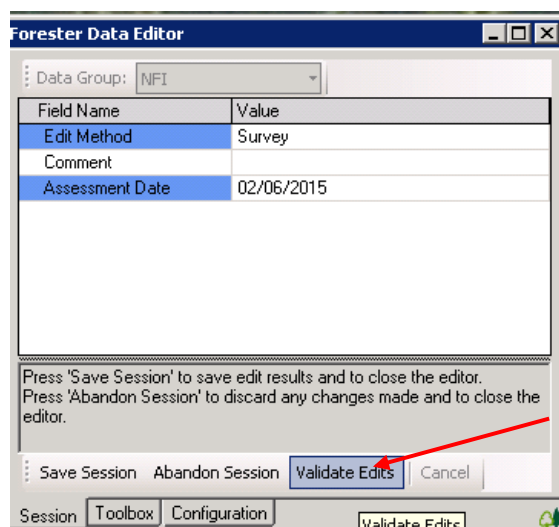 Forester Data Editor
Data Group: NFI
Field Name Value
Edit Method Survey
Comment
Assessment Date 02/06/2015
Press 'Save Session' to save edit results and to close the editor.
Press 'Abandon Session' to discard any changes made and to close the
editor.
Save Session Abandon Session Validate Edits Cancel
Session Toolbox Configuration
Validate Edits